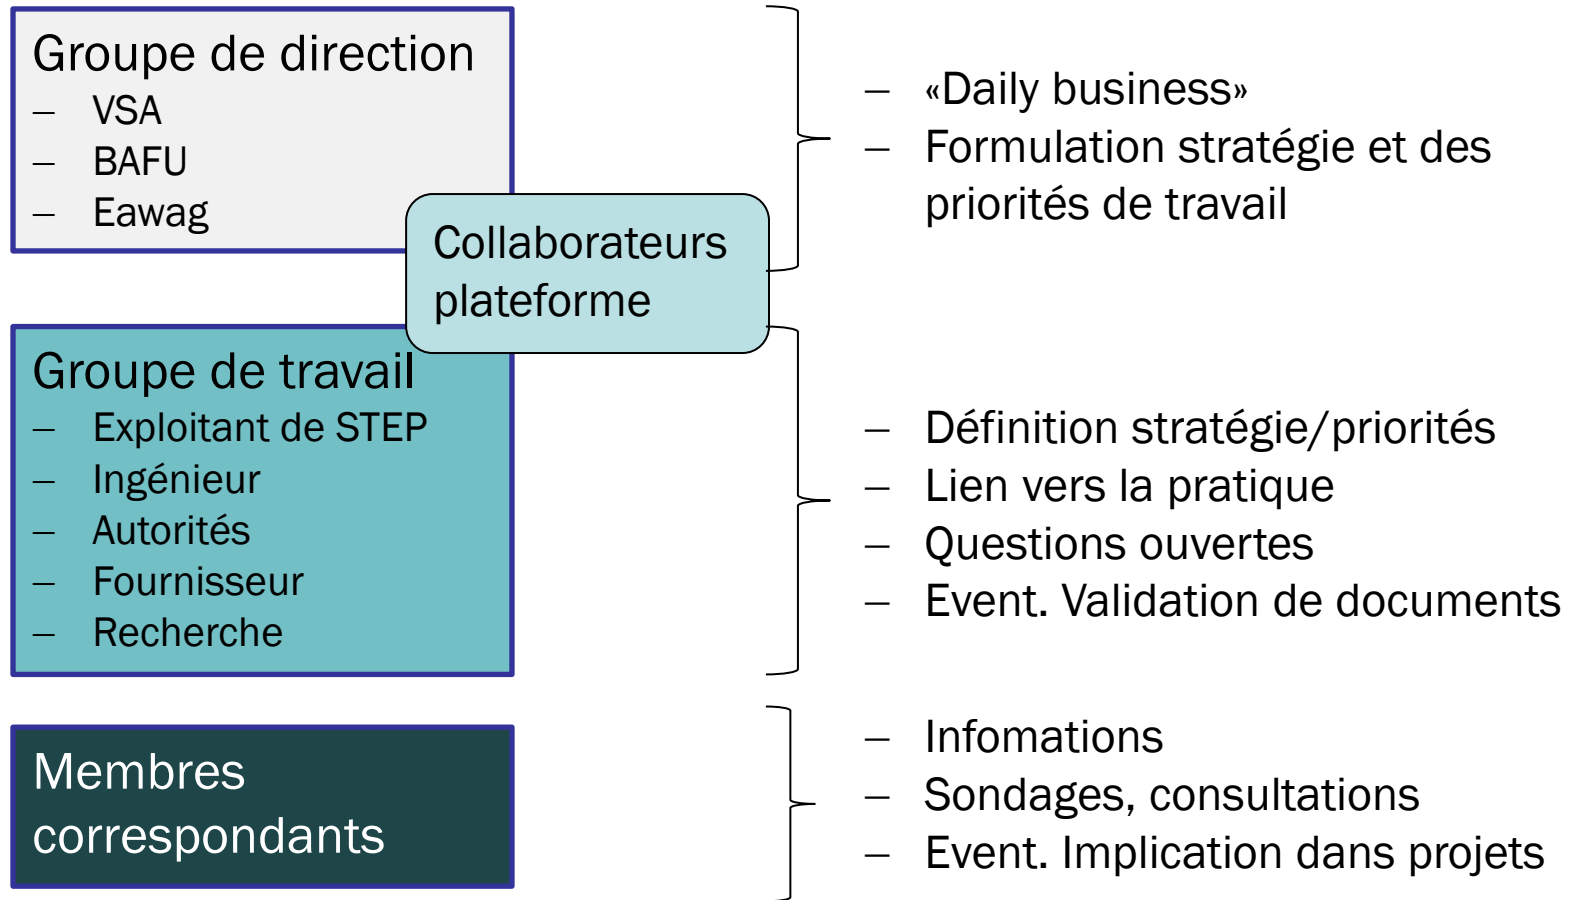 Groupe de direction
– VSA
– BAFU
– Eawag
Collaborateurs
plateforme
– «Daily business»
– Formulation stratégie et des
priorités de travail
Groupe de travail
– Exploitant de STEP
– Ingénieur
– Autorités
– Fournisseur
– Recherche
– Définition stratégie/priorités
– Lien vers la pratique
– Questions ouvertes
– Event. Validation de documents
Membres
correspondants
– Infomations
– Sondages, consultations
– Event. Implication dans projets